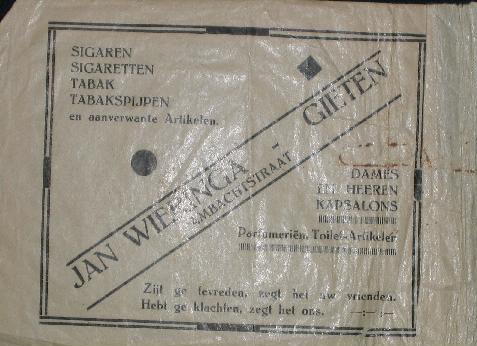 SIGAREN
SIGARETTEN
TABAK
TABAKSPIJPEN
en aanverwante Artikelen.
JAN WIERINGA - GIETEN
AMBACHTSTRAAT
DAMES
EN HEEREN
KAPSALONS
Parfumeriën, Toilet-Artikelen
Zijt ge tevreden, zegt het uw vrienden.
Hebt ge klachten, zegt het ons. —:—:—